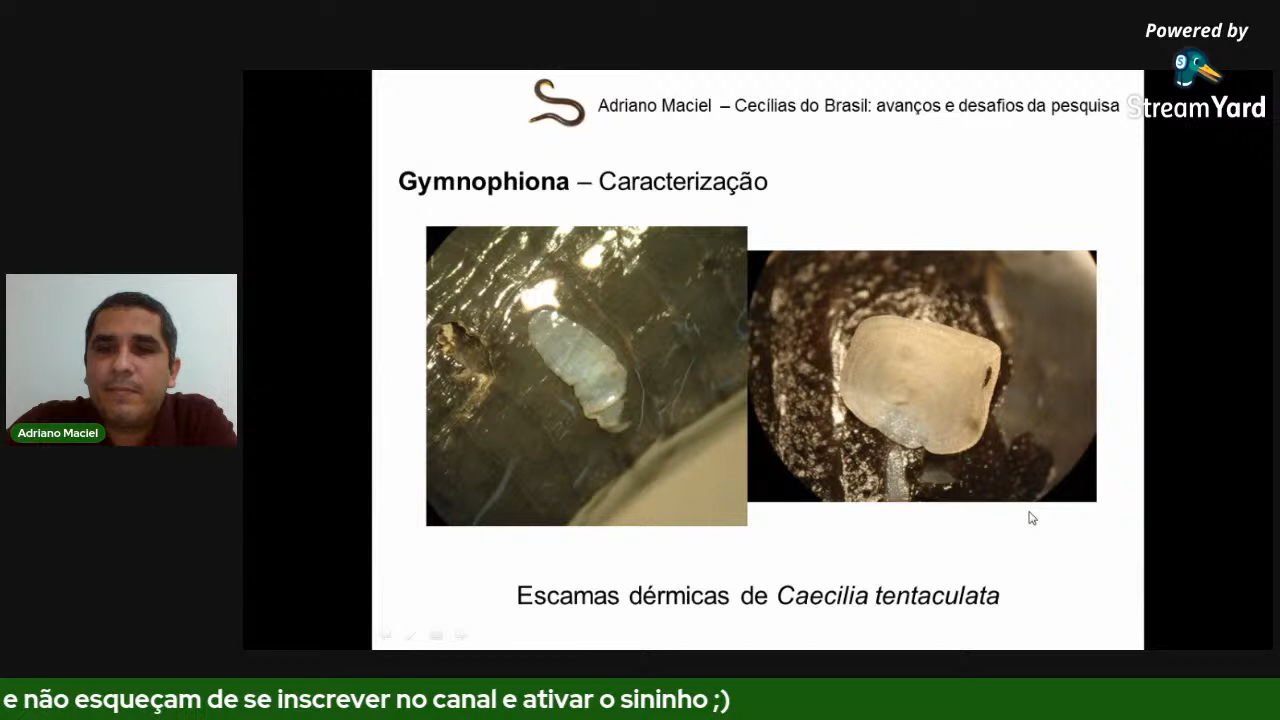 Powered by
StreamYard
Adriano Maciel – Cecílias do Brasil: avanços e desafios da pesquisa
Gymnophiona – Caracterização
Adriano Maciel
Escamas dérmicas de Caecilia tentaculata
e não esqueçam de se inscrever no canal e ativar o sininho ;)